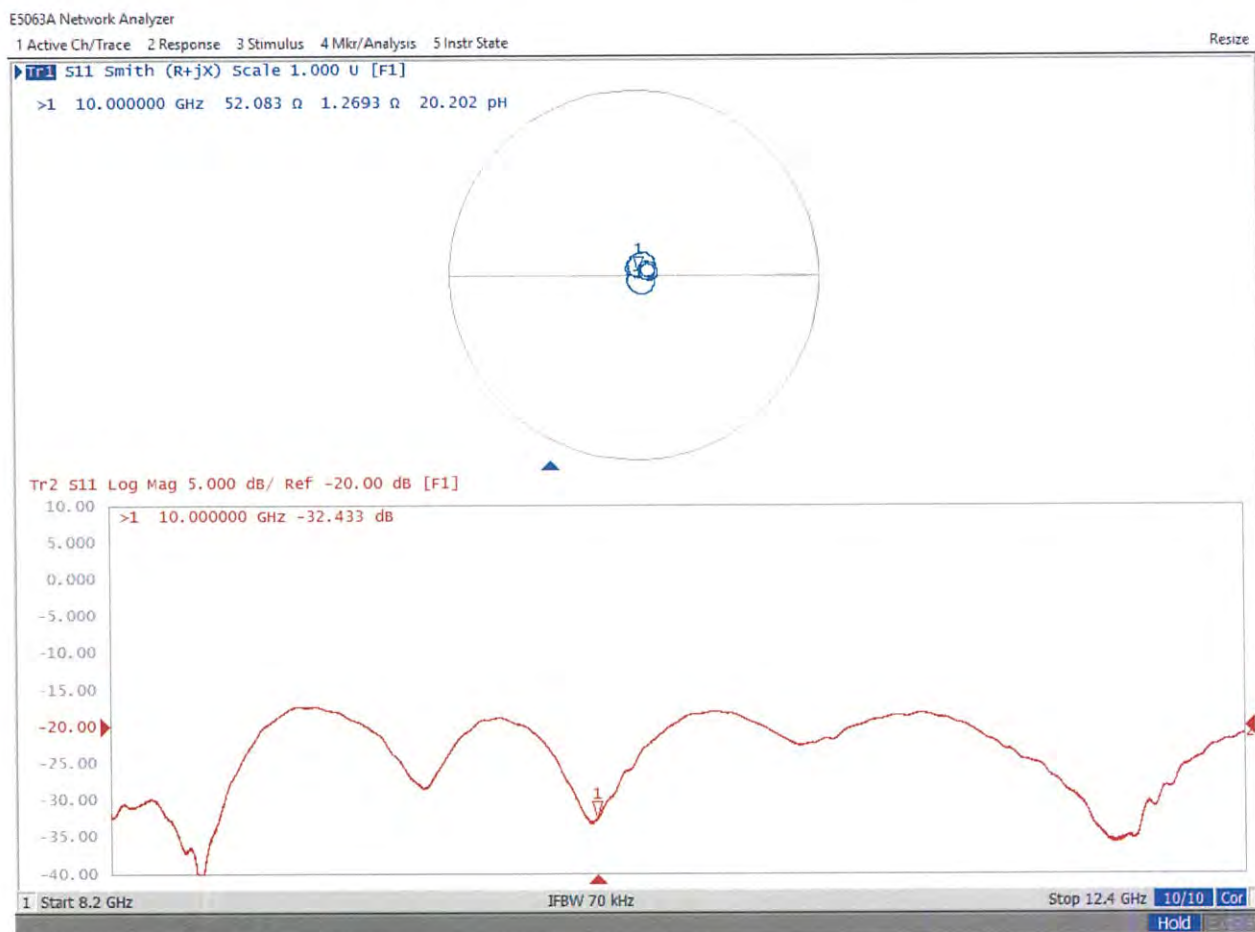 E5063A Network Analyzer
1 Active Ch/Trace 2 Response 3 Stimulus 4 Mkr/Analysis 5 Instr State Resize
Tr1 S11 Smith (R+jX) Scale 1.000 U [F1]
>1 10.000000 GHz 52.083 Ω 1.2693 Ω 20.202 pH
1
Tr2 S11 Log Mag 5.000 dB/ Ref -20.00 dB [F1]
10.00
>1 10.000000 GHz -32.433 dB
5.000
0.000
-5.000
-10.00
-15.00
-20.00
-25.00
-30.00
-35.00
-40.00
1
1 Start 8.2 GHz IFBW 70 kHz Stop 12.4 GHz 10/10 Cor
Hold